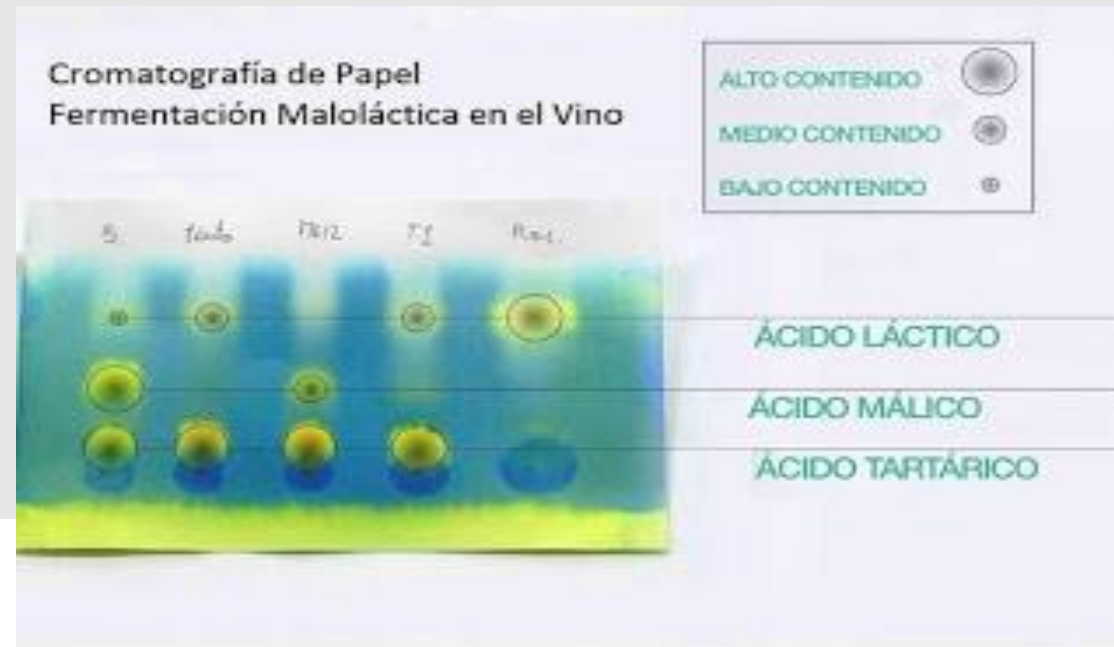 Cromatografía de Papel
Fermentación Maloláctica en el Vino
ALTO CONTENIDO
MEDIO CONTENIDO
BAJO CONTENIDO
ÁCIDO LÁCTICO
ÁCIDO MÁLICO
ÁCIDO TARTÁRICO